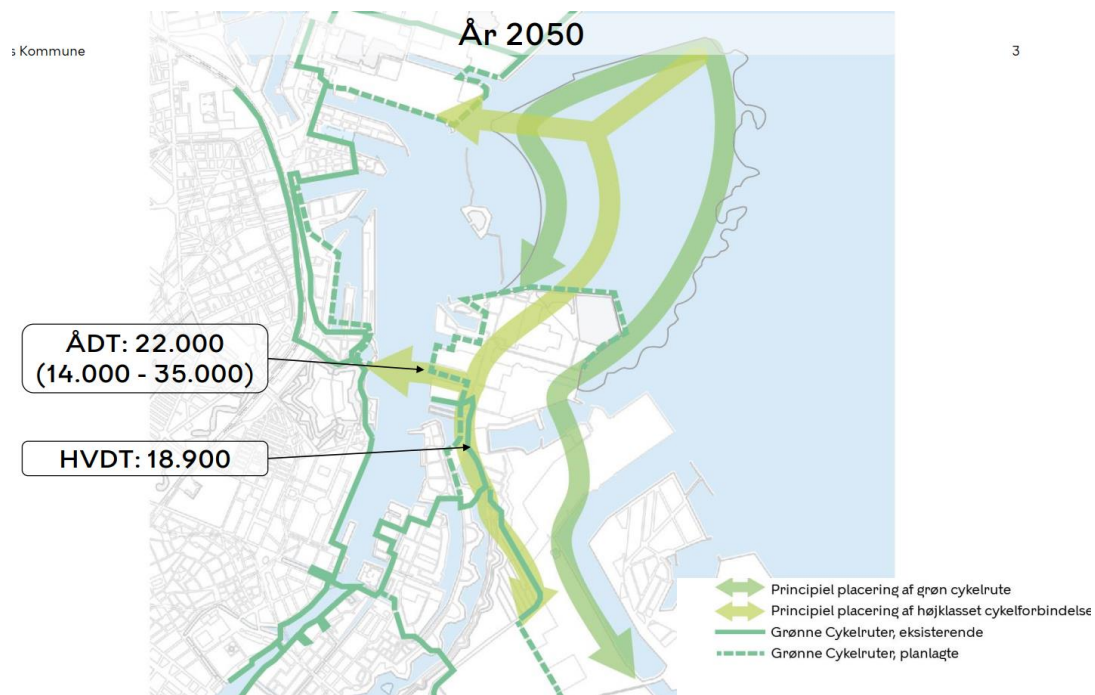 År 2050
s Kommune
3
ÅDT: 22.000
(14.000 - 35.000)
HVDT: 18.900
Principiel placering af grøn cykelrute
Principiel placering af højklasset cykelforbindelse
Grønne Cykelruter, eksisterende
Grønne Cykelruter, planlagte